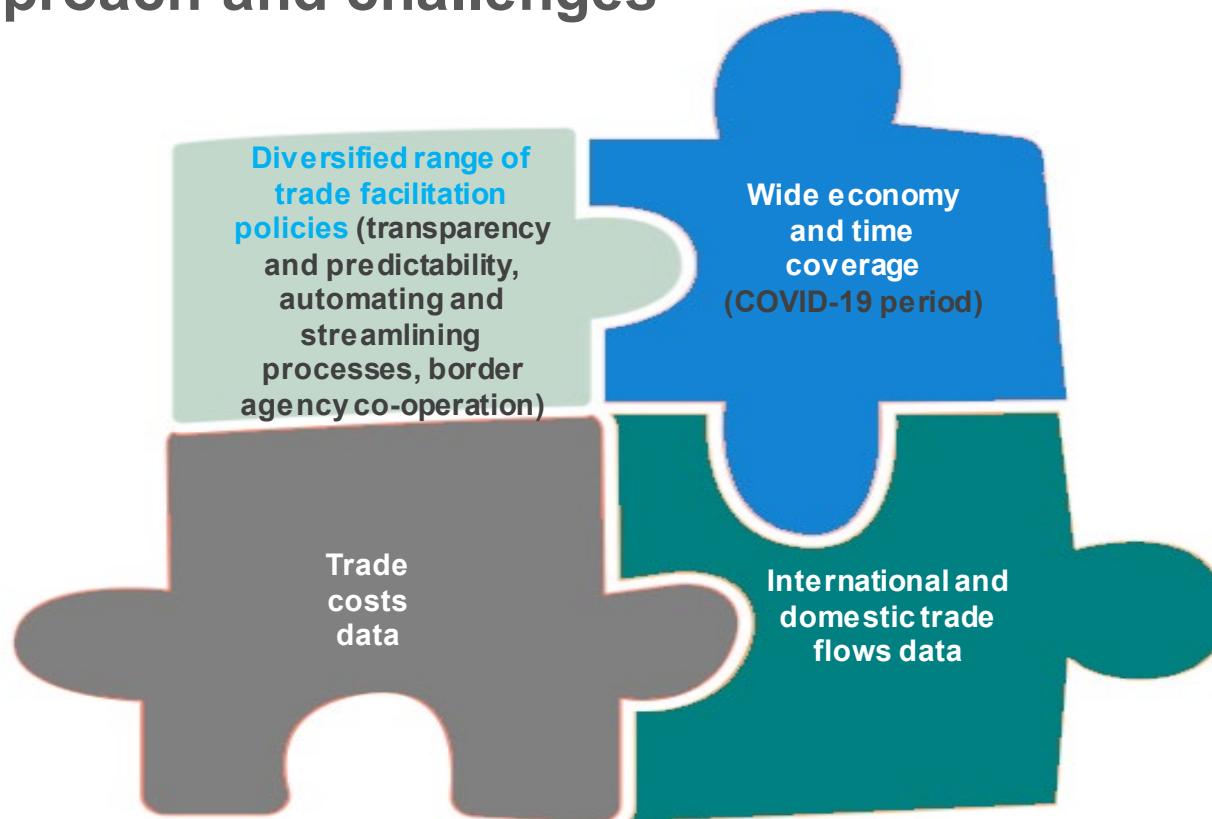 proach and challenges
Diversified range of
trade facilitation
policies (transparency
and predictability,
automating and
streamlining
processes, border
agency co-operation)
Wide economy
and time
coverage
(COVID-19 period)
Trade
costs
data
International and
domestic trade
flows data